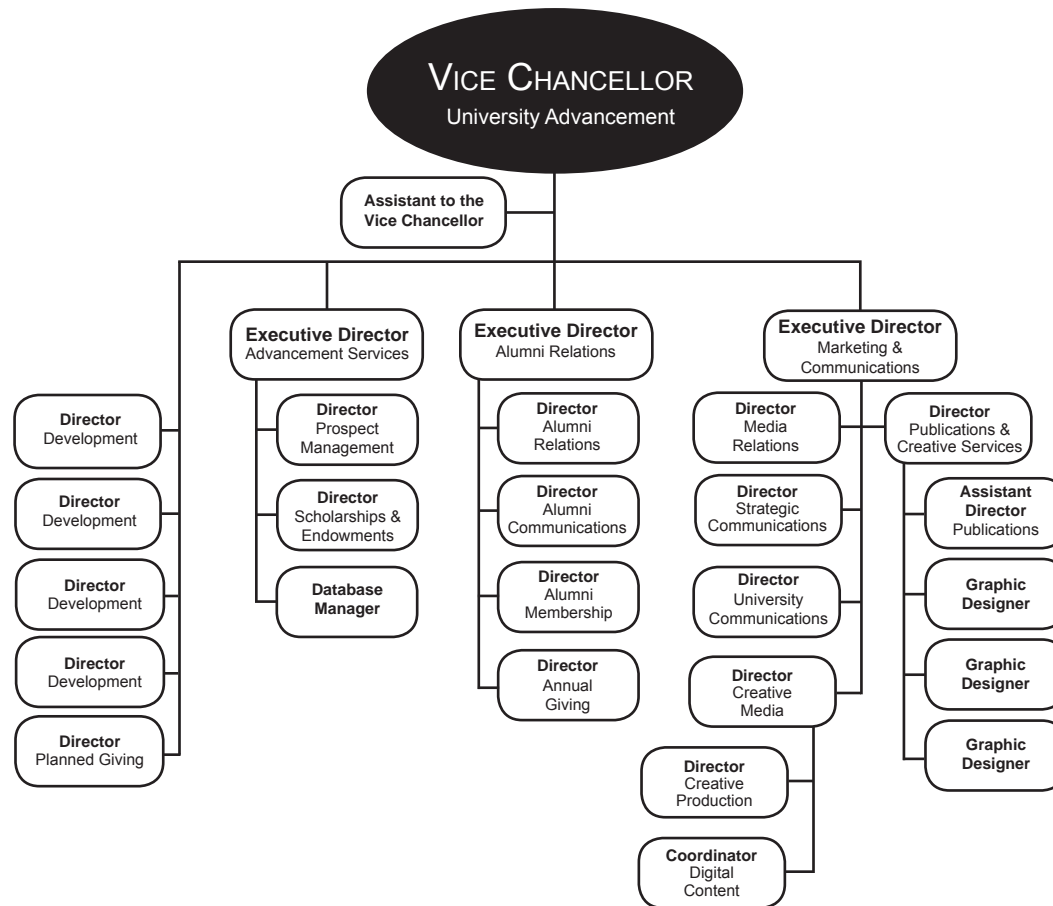 VICE CHANCELLOR
University Advancement
Assistant to the
Vice Chancellor
Executive Director
Advancement Services
Executive Director
Alumni Relations
Executive Director
Marketing &
Communications
Director
Development
Director
Development
Director
Development
Director
Development
Director
Planned Giving
Director
Prospect
Management
Director
Scholarships &
Endowments
Database
Manager
Director
Alumni
Relations
Director
Alumni
Communications
Director
Alumni
Membership
Director
Annual
Giving
Director
Media
Relations
Director
Strategic
Communications
Director
University
Communications
Director
Creative
Media
Director
Creative
Production
Coordinator
Digital
Content
Director
Publications &
Creative Services
Assistant
Director
Publications
Graphic
Designer
Graphic
Designer
Graphic
Designer